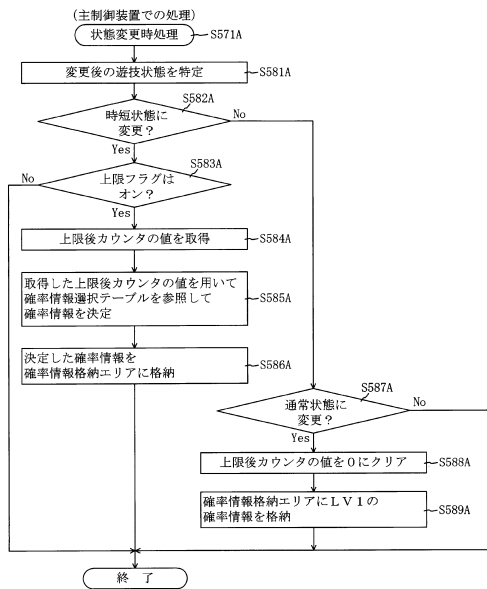 (主制御装置での処理)
状態変更時処理
S571A
変更後の遊技状態を特定
S581A
時短状態に
変更?
S582A
No
Yes
上限フラグは
オン?
S583A
No
Yes
上限後カウンタの値を取得
S584A
取得した上限後カウンタの値を用いて
確率情報選択テーブルを参照して
確率情報を決定
S585A
決定した確率情報を
確率情報格納エリアに格納
S586A
通常状態に
変更?
S587A
No
Yes
上限後カウンタの値を0にクリア
S588A
確率情報格納エリアにLV1の
確率情報を格納
S589A
終 了